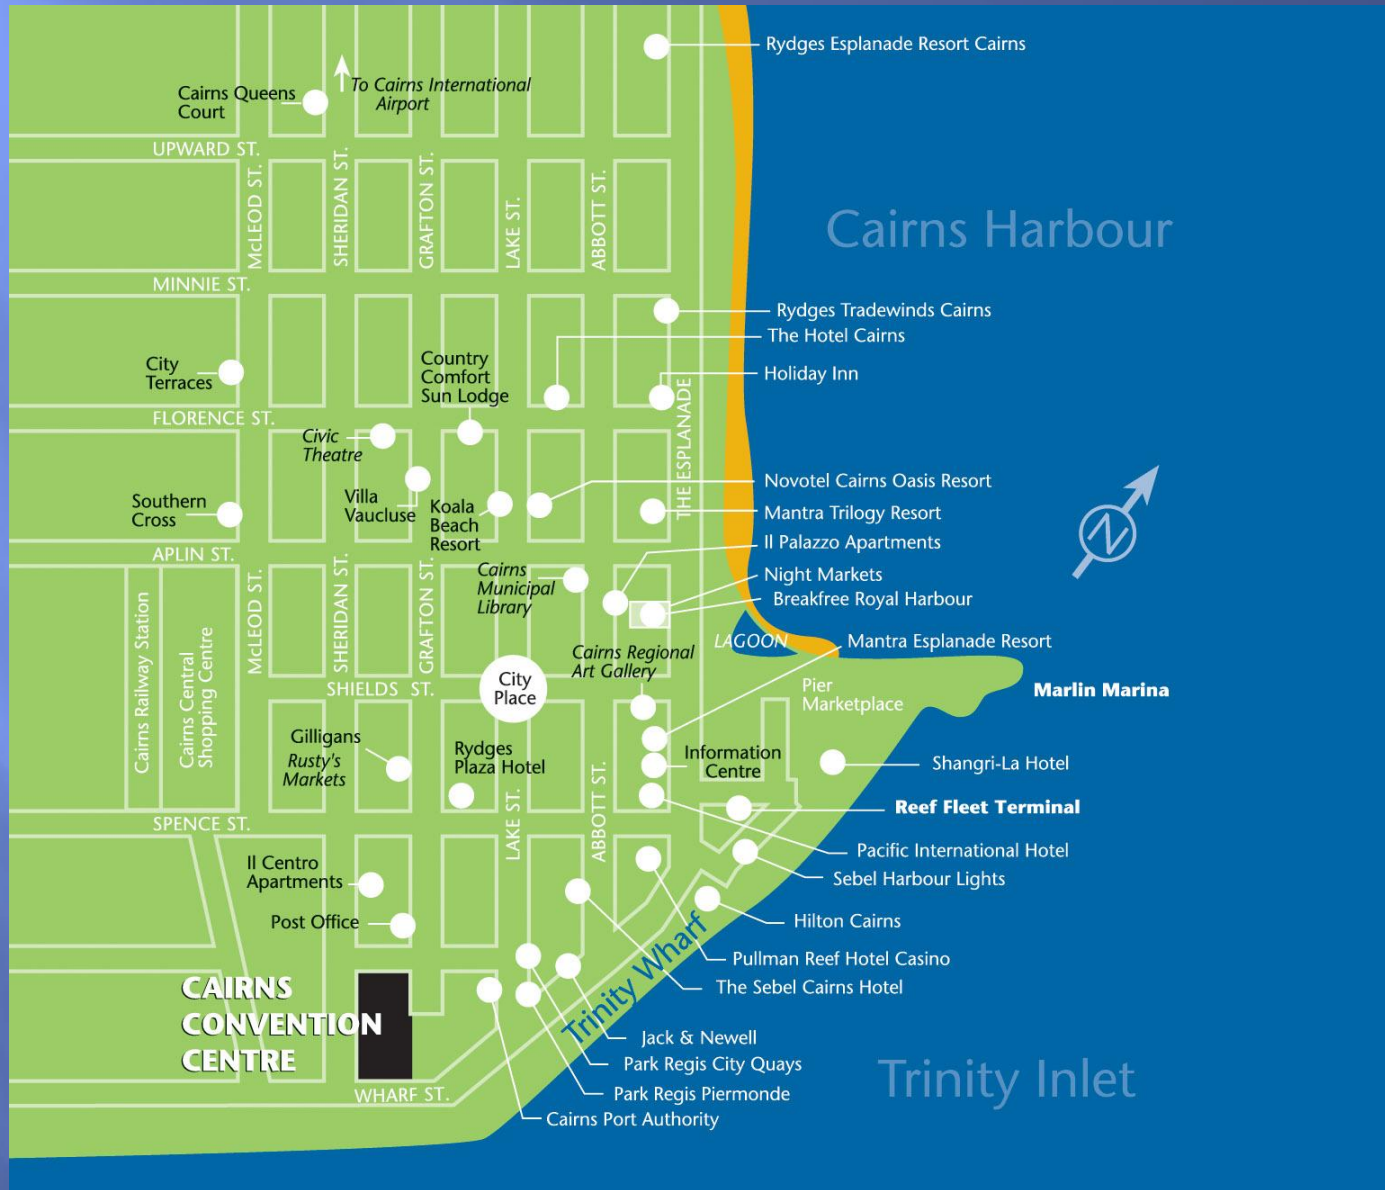 Rydges Esplanade Resort Cairns
To Cairns International
Airport
Cairns Queens
Court
UPWARD ST.
McLEOD ST.
SHERIDAN ST.
GRAFTON ST.
LAKE ST.
ABBOTT ST.
Cairns Harbour
MINNIE ST.
Rydges Tradewinds Cairns
The Hotel Cairns
City
Terraces
Country
Comfort
Sun Lodge
Holiday Inn
FLORENCE ST.
THE ESPLANADE
Civic
Theatre
Villa
Vaucluse
Koala
Beach
Resort
Novotel Cairns Oasis Resort
Southern
Cross
Mantra Trilogy Resort
N
APLIN ST.
Il Palazzo Apartments
Cairns
Municipal
Library
Night Markets
Breakfree Royal Harbour
McLEOD ST.
SHERIDAN ST.
GRAFTON ST.
Cairns Railway Station
Cairns Central
Shopping Centre
Cairns Regional
Art Gallery
LAGOON
Mantra Esplanade Resort
SHIELDS ST.
City
Place
Pier
Marketplace
Marlin Marina
Gilligans
Rusty's
Markets
Rydges
Plaza Hotel
Information
Centre
Shangri-La Hotel
LAKE ST.
ABBOTT ST.
Reef Fleet Terminal
SPENCE ST.
Pacific International Hotel
Il Centro
Apartments
Sebel Harbour Lights
Post Office
Hilton Cairns
Trinity Wharf
Pullman Reef Hotel Casino
CAIRNS
CONVENTION
CENTRE
The Sebel Cairns Hotel
Jack & Newell
Park Regis City Quays
Trinity Inlet
WHARF ST.
Park Regis Piermonde
Cairns Port Authority